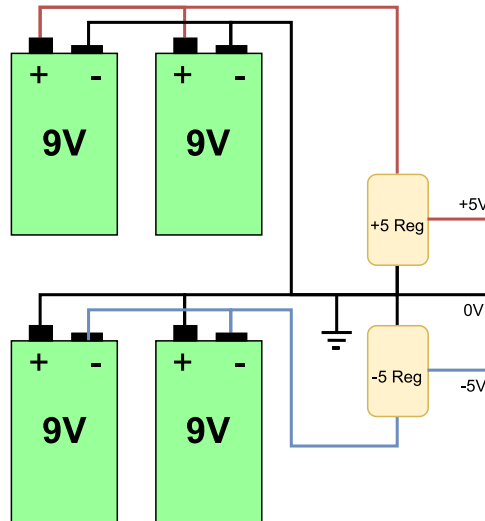 + - + -
9V 9V
+5V
+5 Reg
0V
+ - + -
-5 Reg
-5V
9V 9V